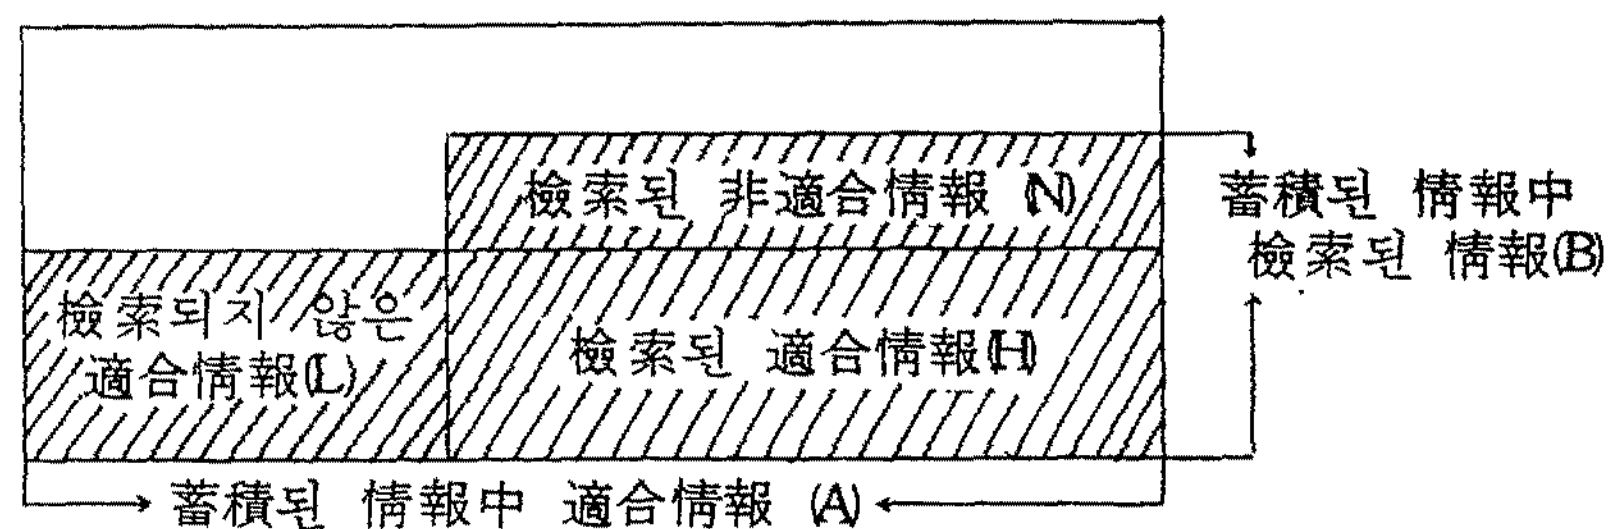 檢索된 非適合情報 (N)
蓄積된 情報中
檢索된 情報(B)
檢索되지 않은
適合情報(L)
檢索된 適合情報(H)
蓄積된 情報中 適合情報 (A)